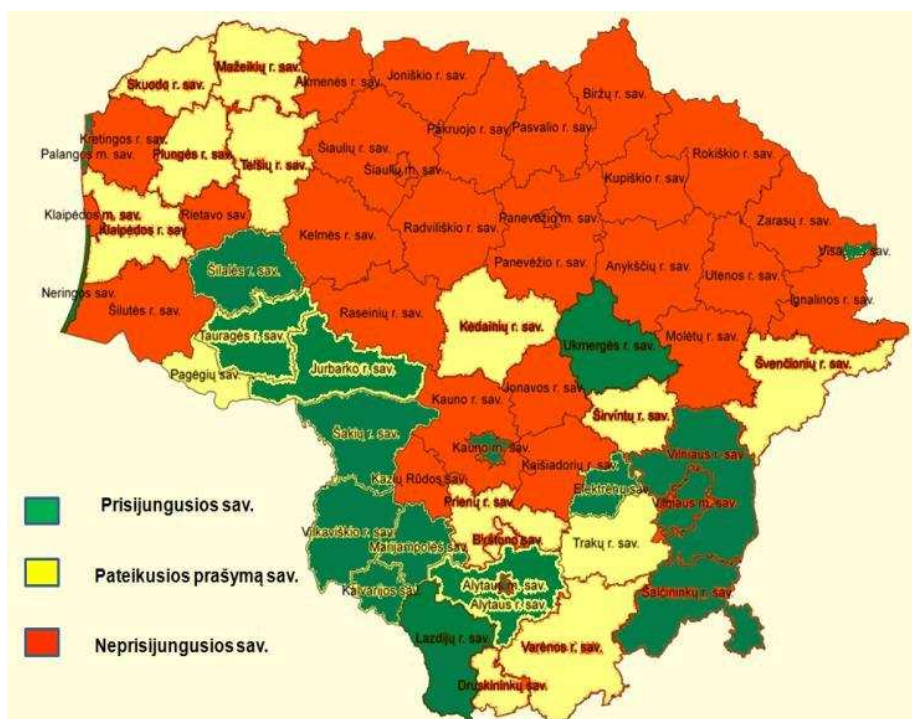 Mažeikių r. sav.
Skuodo r. sav.
Akmenės r. sav.
Joniškio r. sav.
Biržų r. sav.
Pakruojo r. sav.
Pasvalio r. sav.
Kretingos r. sav.
Palangos m. sav.
Plungės r. sav.
Telšių r. sav.
Šiaulių r. sav.
Šiaulių m. sav.
Rokiškio r. sav.
Kupiškio r. sav.
Klaipėdos m. sav.
Klaipėdos r. sav.
Rietavo sav.
Kelmės r. sav.
Radviliškio r. sav.
Panevėžio m. sav.
Zarasų r. sav.
Visagino sav.
Šilalės r. sav.
Panevėžio r. sav.
Anykščių r. sav.
Utenos r. sav.
Neringos sav.
Šilutės r. sav.
Ignalinos r. sav.
Raseinių r. sav.
Kėdainių r. sav.
Tauragės r. sav.
Ukmergės r. sav.
Molėtų r. sav.
Pagėgių sav.
Jurbarko r. sav.
Švenčionių r. sav.
Jonavos r. sav.
Kauno r. sav.
Širvintų r. sav.
Šakių r. sav.
Kauno m. sav.
Vilniaus r. sav.
Kaišiadorių r. sav.
Kazlų Rūdos sav.
Elektrėnų sav.
Prienų r. sav.
Vilniaus m. sav.
Prisijungusios sav.
Vilkaviškio r. sav.
Marijampolės sav.
Birštono sav.
Trakų r. sav.
Pateikusios prašymą sav.
Kalvarijos sav.
Alytaus m. sav.
Alytaus r. sav.
Šalčininkų r. sav.
Neprisijungusios sav.
Lazdijų r. sav.
Varėnos r. sav.
Druskininkų sav.